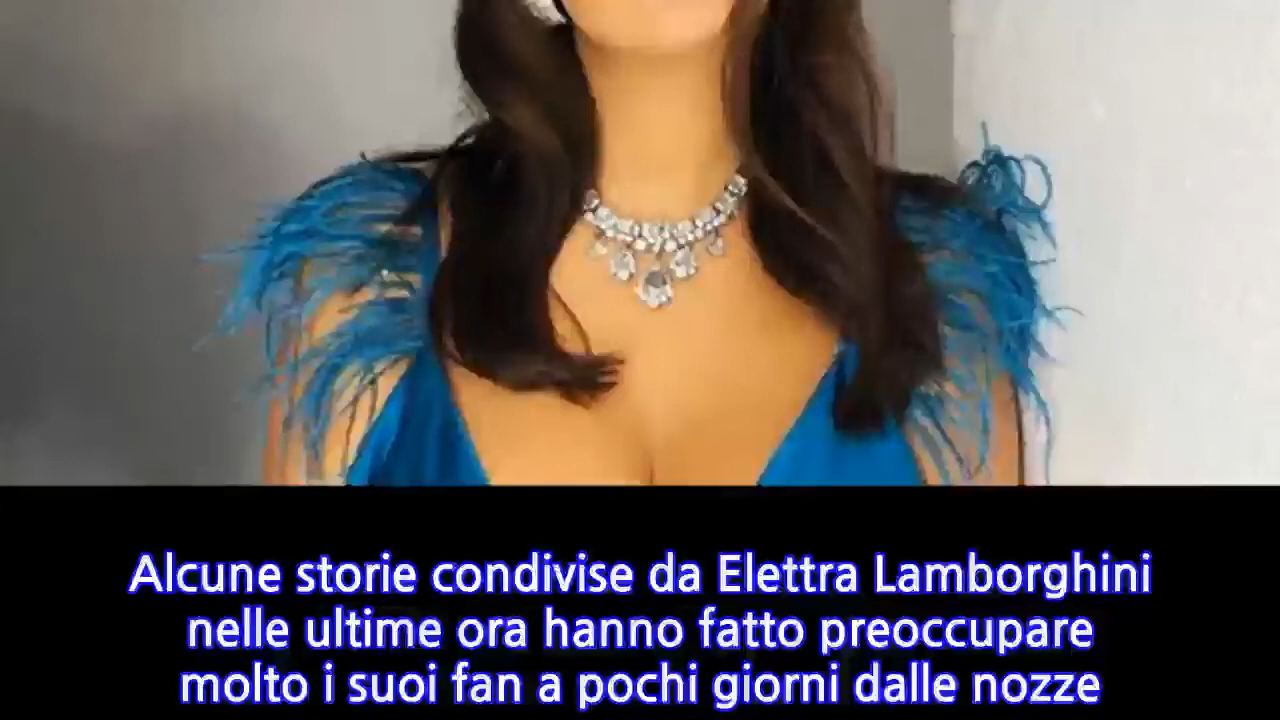 Alcune storie condivise da Elettra Lamborghini
nelle ultime ora hanno fatto preoccupare
molto i suoi fan a pochi giorni dalle nozze